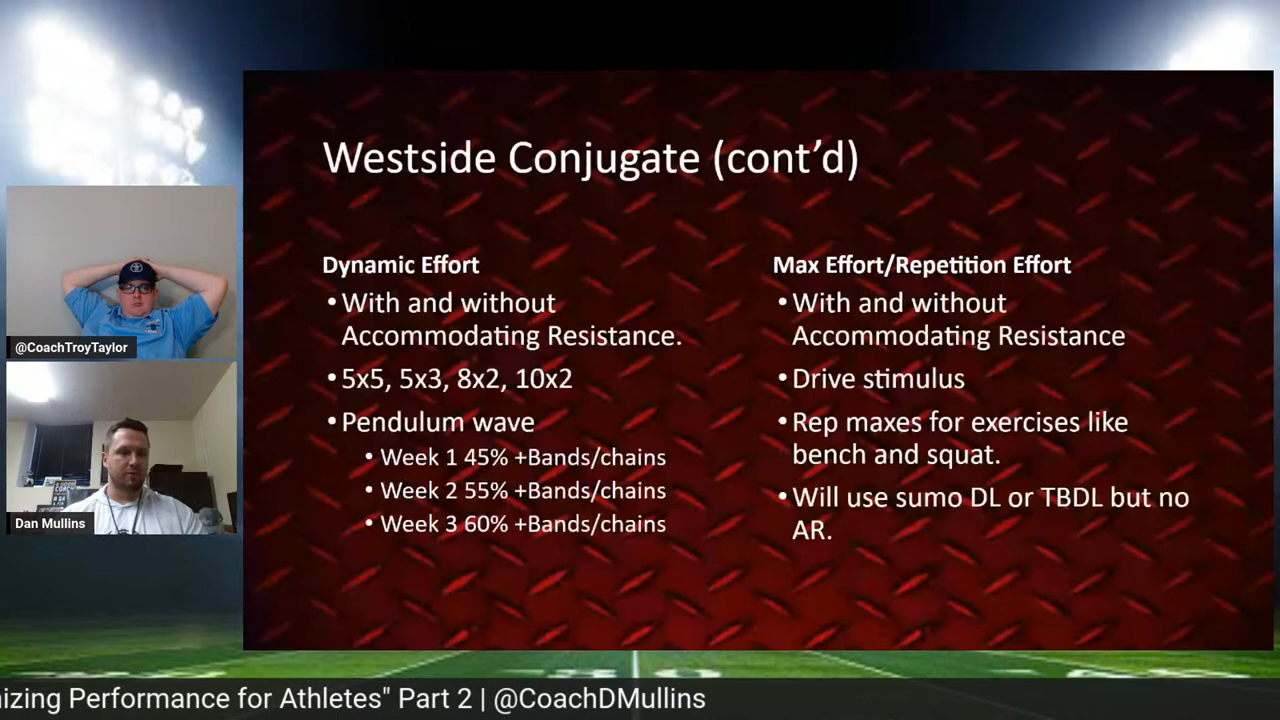 Westside Conjugate (cont’d)
Dynamic Effort
•With and without
Accommodating Resistance.
•5x5, 5x3, 8x2, 10x2
•Pendulum wave
• Week 1 45% +Bands/chains
• Week 2 55% +Bands/chains
• Week 3 60% +Bands/chains
Max Effort/Repetition Effort
•With and without
Accommodating Resistance
•Drive stimulus
•Rep maxes for exercises like
bench and squat.
•Will use sumo DL or TBDL but no
AR.
@CoachTroyTaylor
Dan Mullins
nizing Performance for Athletes" Part 2 | @CoachDMullins